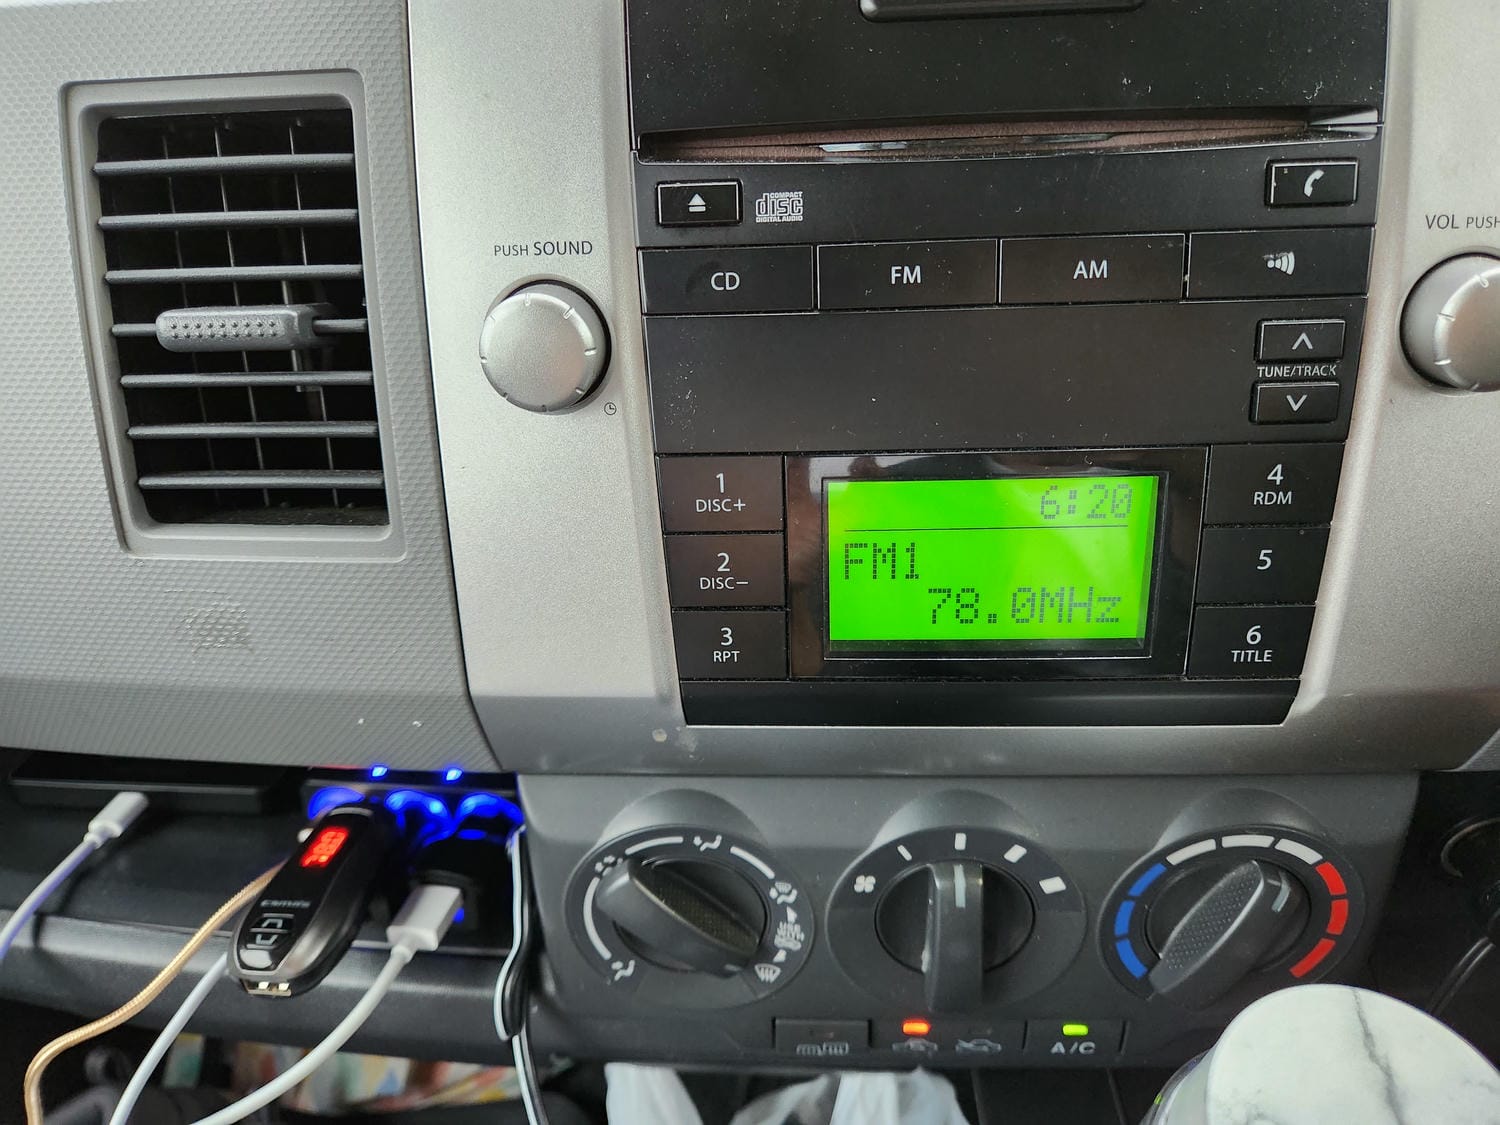 COMPACT
disc
DIGITAL AUDIO
PUSH SOUND
VOL PUSH
CD
FM
AM
TUNE/TRACK
1
DISC+
2
DISC−
3
RPT
6:20
FM1
78.0MHz
4
RDM
5
6
TITLE
A/C